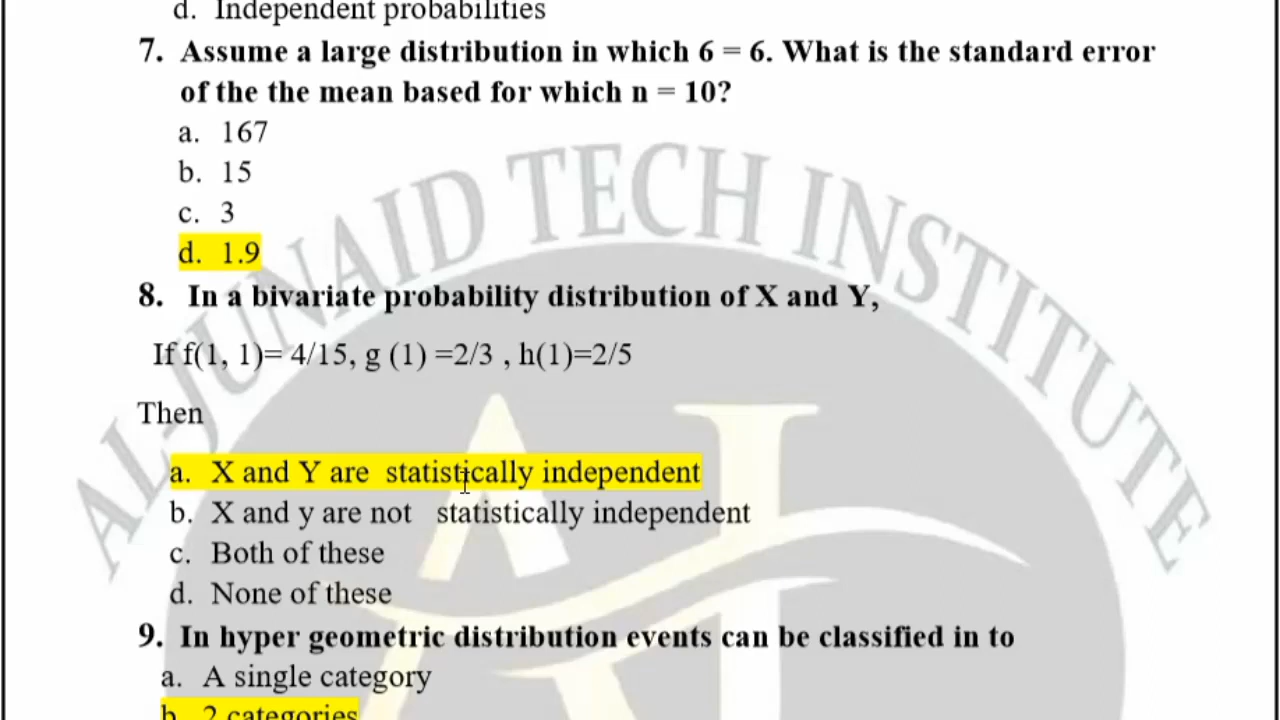 d. Independent probabilities
7. Assume a large distribution in which 6 = 6. What is the standard error
of the the mean based for which n = 10?
a. 167
b. 15
c. 3
d. 1.9
8. In a bivariate probability distribution of X and Y,
If f(1, 1)= 4/15, g (1) =2/3 , h(1)=2/5
Then
a. X and Y are statistically independent
b. X and y are not statistically independent
c. Both of these
d. None of these
9. In hyper geometric distribution events can be classified in to
a. A single category
b. 2 categories
AL-JUNAID TECH INSTITUTE